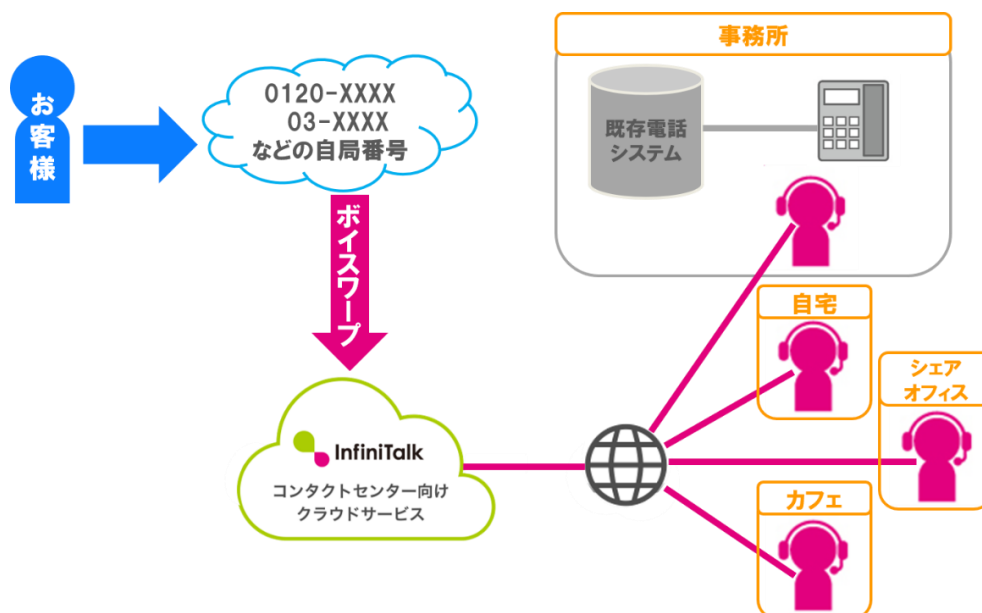 お客様
0120-XXXX
03-XXXX
などの自局番号
ボイスワープ
InfiniTalk
コンタクトセンター向け
クラウドサービス
事務所
既存電話
システム
自宅
シェア
オフィス
カフェ